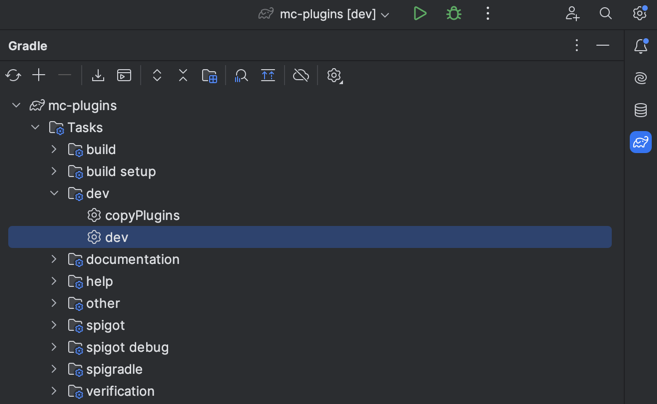 mc-plugins [dev]
Gradle
mc-plugins
Tasks
build
build setup
dev
copyPlugins
dev
documentation
help
other
spigot
spigot debug
spigradle
verification